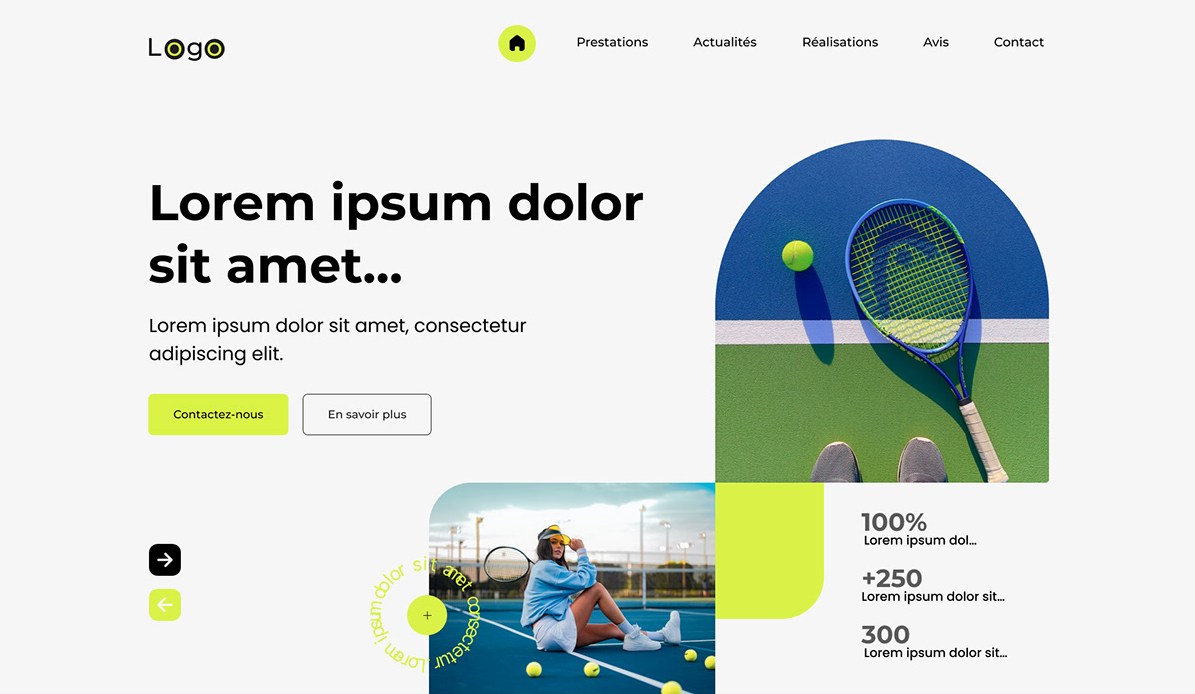 Logo
Prestations
Actualités
Réalisations
Avis
Contact
Lorem ipsum dolor
sit amet...
Lorem ipsum dolor sit amet, consectetur
adipiscing elit.
Contactez-nous
En savoir plus
Lorem ipsum dolor sit amet consectetur
100%
Lorem ipsum dol...
+250
Lorem ipsum dolor sit...
300
Lorem ipsum dolor sit...